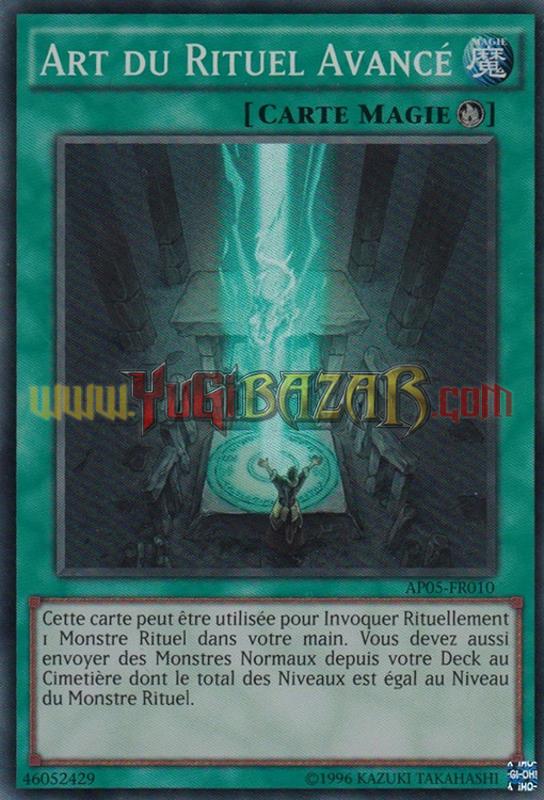 ART DU RITUEL AVANCÉ
MAGIE
魔
[CARTE MAGIE]
www.YuGiBAZAR.com
AP05-FR010
Cette carte peut être utilisée pour Invoquer Rituellement
1 Monstre Rituel dans votre main. Vous devez aussi
envoyer des Monstres Normaux depuis votre Deck au
Cimetière dont le total des Niveaux est égal au Niveau
du Monstre Rituel.
46052429
©1996 KAZUKI TAKAHASHI